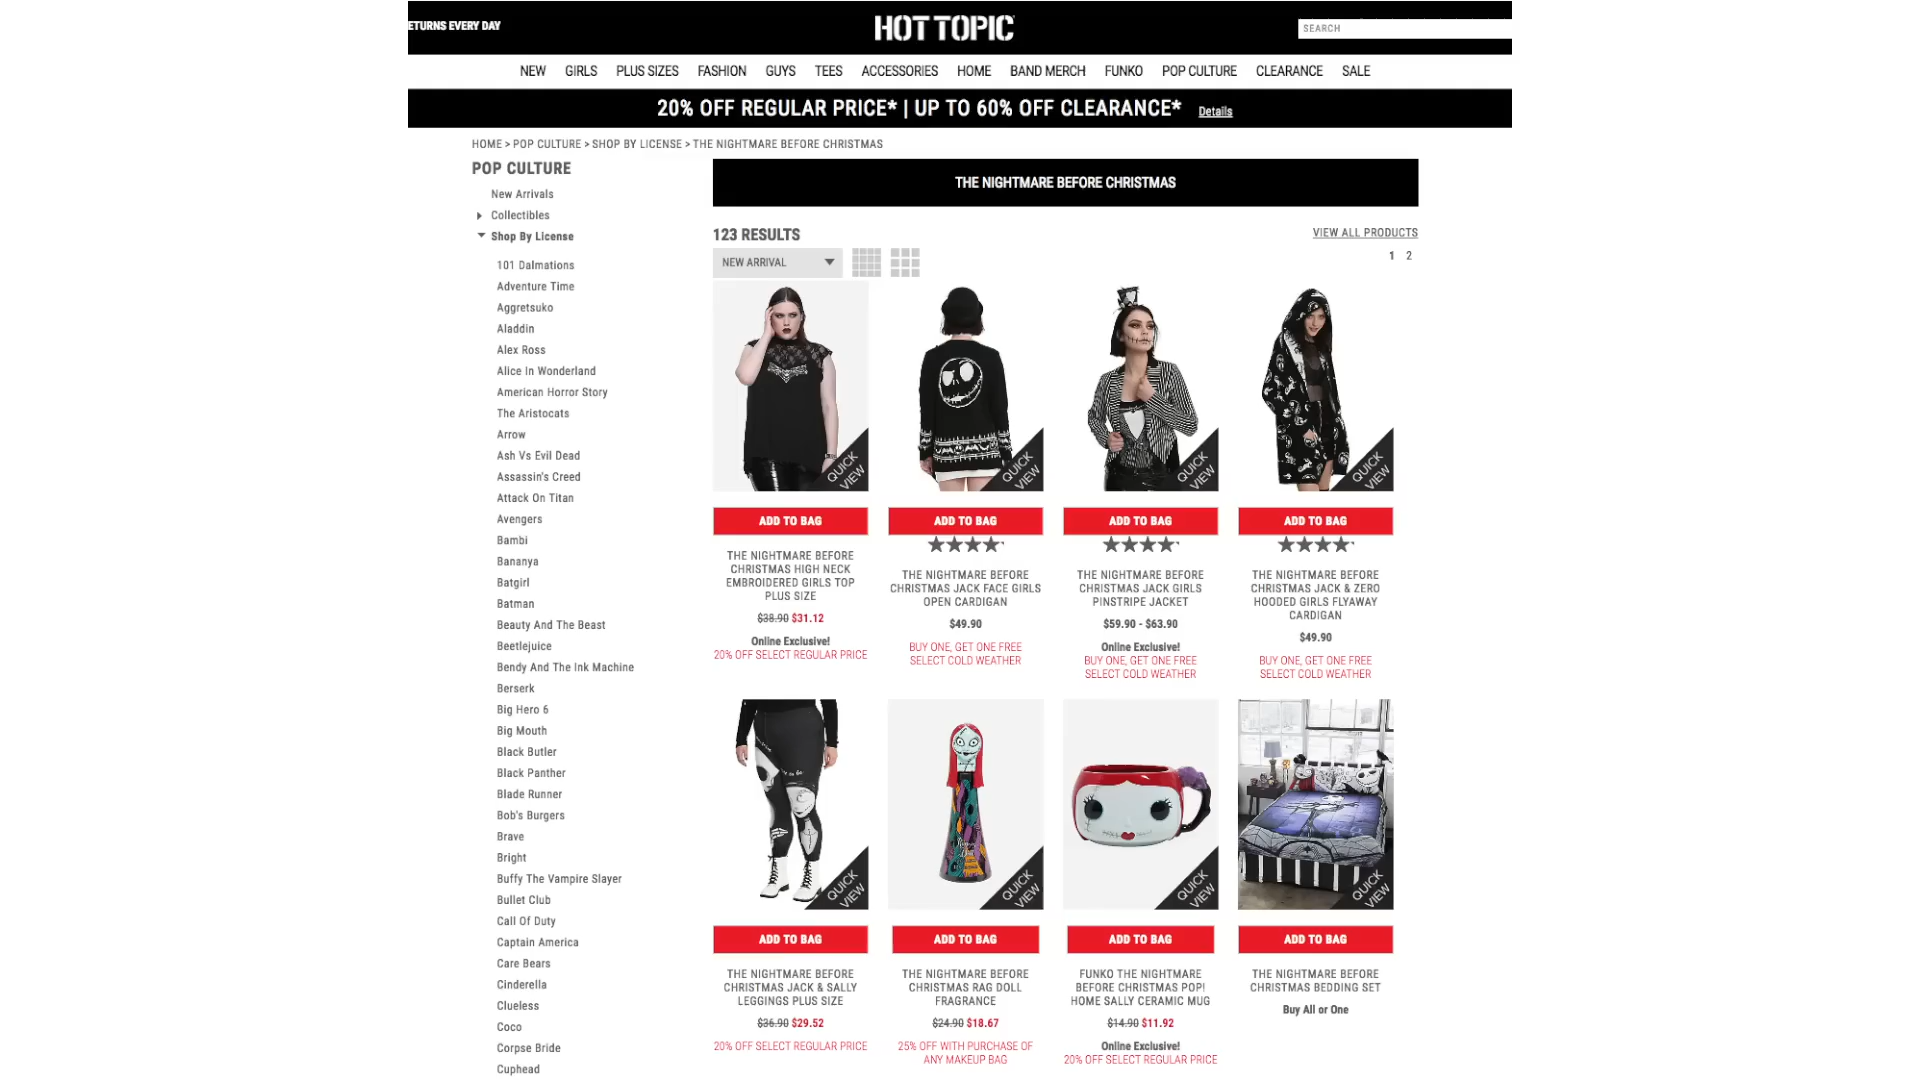 ETURNS EVERY DAY
HOT TOPIC
SEARCH
NEW GIRLS PLUS SIZES FASHION GUYS TEES ACCESSORIES HOME BAND MERCH FUNKO POP CULTURE CLEARANCE SALE
20% OFF REGULAR PRICE* | UP TO 60% OFF CLEARANCE* Details
HOME > POP CULTURE > SHOP BY LICENSE > THE NIGHTMARE BEFORE CHRISTMAS
POP CULTURE
New Arrivals
Collectibles
Shop By License
101 Dalmations
Adventure Time
Aggretsuko
Aladdin
Alex Ross
Alice In Wonderland
American Horror Story
The Aristocats
Arrow
Ash Vs Evil Dead
Assassin's Creed
Attack On Titan
Avengers
Bambi
Bananya
Batgirl
Batman
Beauty And The Beast
Beetlejuice
Bendy And The Ink Machine
Berserk
Big Hero 6
Big Mouth
Black Butler
Black Panther
Blade Runner
Bob's Burgers
Brave
Bright
Buffy The Vampire Slayer
Bullet Club
Call Of Duty
Captain America
Care Bears
Cinderella
Clueless
Coco
Corpse Bride
Cuphead
THE NIGHTMARE BEFORE CHRISTMAS
123 RESULTS
VIEW ALL PRODUCTS
NEW ARRIVAL
1 2
QUICK VIEW
QUICK VIEW
QUICK VIEW
QUICK VIEW
ADD TO BAG
THE NIGHTMARE BEFORE
CHRISTMAS HIGH NECK
EMBROIDERED GIRLS TOP
PLUS SIZE
$38.90 $31.12
Online Exclusive!
20% OFF SELECT REGULAR PRICE
ADD TO BAG
THE NIGHTMARE BEFORE
CHRISTMAS JACK FACE GIRLS
OPEN CARDIGAN
$49.90
BUY ONE, GET ONE FREE
SELECT COLD WEATHER
ADD TO BAG
THE NIGHTMARE BEFORE
CHRISTMAS JACK GIRLS
PINSTRIPE JACKET
$59.90 - $63.90
Online Exclusive!
BUY ONE, GET ONE FREE
SELECT COLD WEATHER
ADD TO BAG
THE NIGHTMARE BEFORE
CHRISTMAS JACK & ZERO
HOODED GIRLS FLYAWAY
CARDIGAN
$49.90
BUY ONE, GET ONE FREE
SELECT COLD WEATHER
QUICK VIEW
QUICK VIEW
QUICK VIEW
QUICK VIEW
ADD TO BAG
THE NIGHTMARE BEFORE
CHRISTMAS JACK & SALLY
LEGGINGS PLUS SIZE
$36.90 $29.52
20% OFF SELECT REGULAR PRICE
ADD TO BAG
THE NIGHTMARE BEFORE
CHRISTMAS RAG DOLL
FRAGRANCE
$24.90 $18.67
25% OFF WITH PURCHASE OF
ANY MAKEUP BAG
ADD TO BAG
FUNKO THE NIGHTMARE
BEFORE CHRISTMAS POP!
HOME SALLY CERAMIC MUG
$14.90 $11.92
Online Exclusive!
20% OFF SELECT REGULAR PRICE
ADD TO BAG
THE NIGHTMARE BEFORE
CHRISTMAS BEDDING SET
Buy All or One